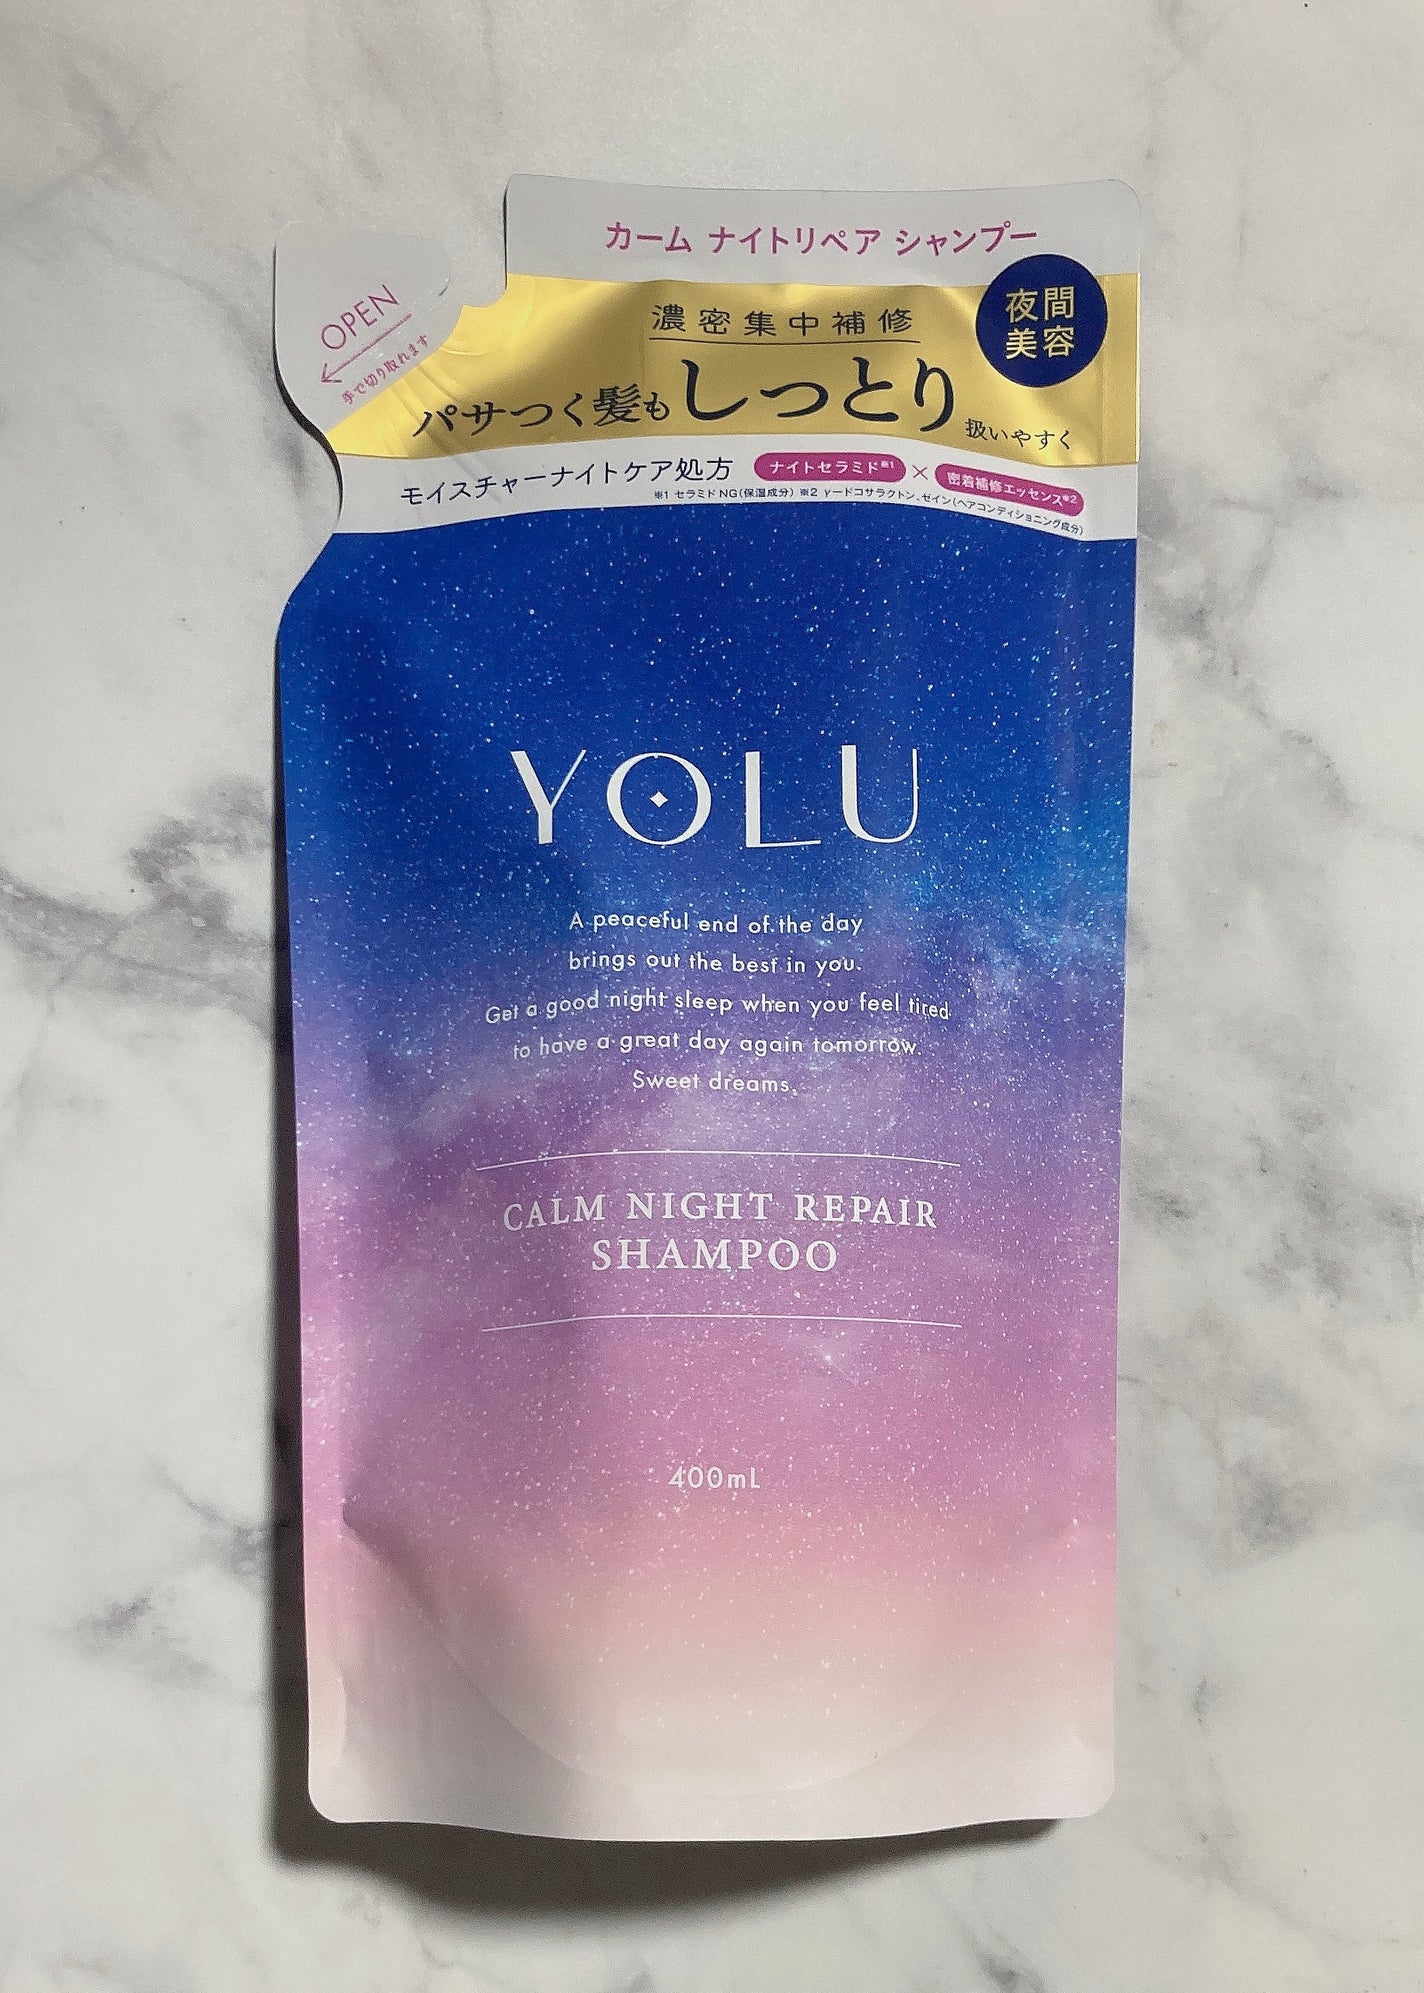 カーム ナイトリペア シャンプー
OPEN
手で切り取れます
夜間
美容
濃密集中補修
パサつく髪もしっとり扱いやすく
モイスチャーナイトケア処方 ナイトセラミド※1 × 密着補修エッセンス※2
※1 セラミドNG(保湿成分) ※2 γードコサラクトン、ゼイン(ヘアコンディショニング成分)
YOLU
A peaceful end of the day
brings out the best in you.
Get a good night sleep when you feel tired
to have a great day again tomorrow.
Sweet dreams.
CALM NIGHT REPAIR
SHAMPOO
400mL